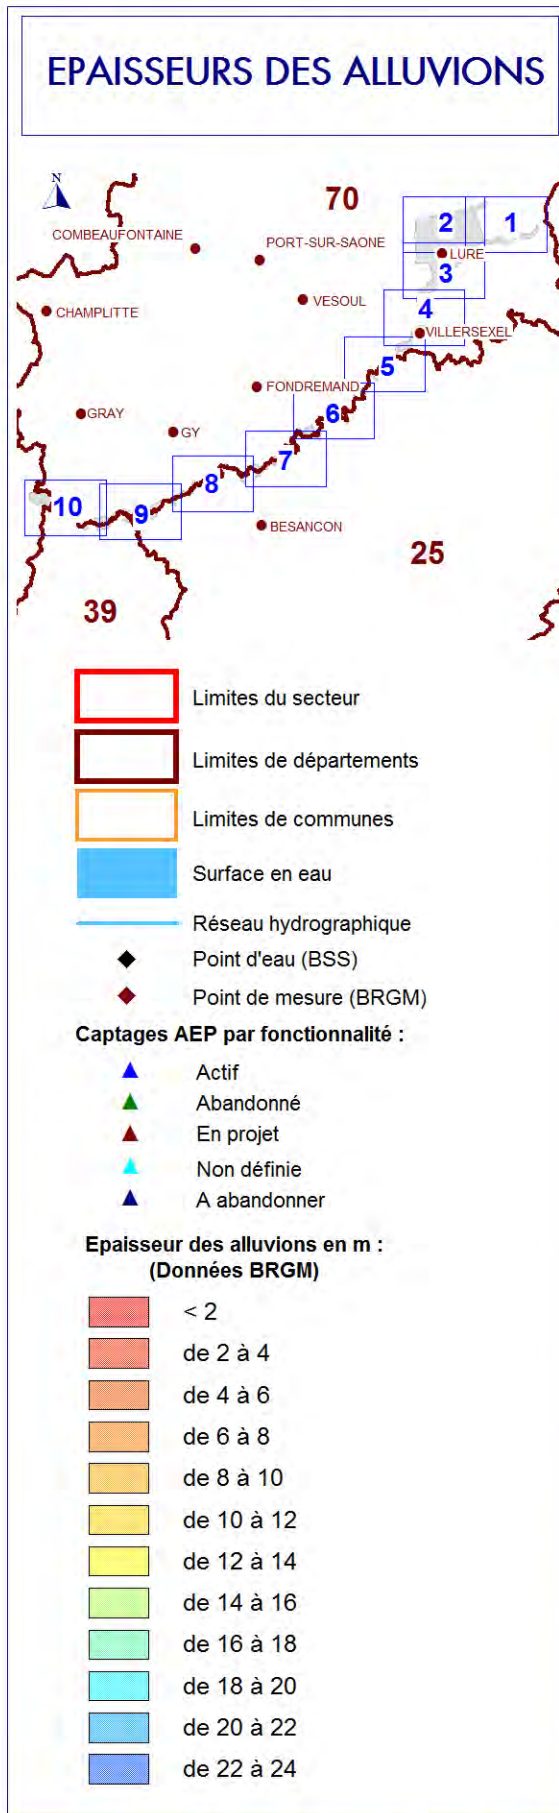 EPAISSEURS DES ALLUVIONS
N
70
COMBEAUFONTAINE
PORT-SUR-SAONE
2
1
LURE
3
CHAMPLITTE
VESOUL
4
VILLERSEXEL
5
FONDREMAND
6
GRAY
GY
7
8
10
9
BESANCON
25
39
Limites du secteur
Limites de départements
Limites de communes
Surface en eau
Réseau hydrographique
Point d'eau (BSS)
Point de mesure (BRGM)
Captages AEP par fonctionnalité :
Actif
Abandonné
En projet
Non définie
A abandonner
Epaisseur des alluvions en m :
(Données BRGM)
< 2
de 2 à 4
de 4 à 6
de 6 à 8
de 8 à 10
de 10 à 12
de 12 à 14
de 14 à 16
de 16 à 18
de 18 à 20
de 20 à 22
de 22 à 24